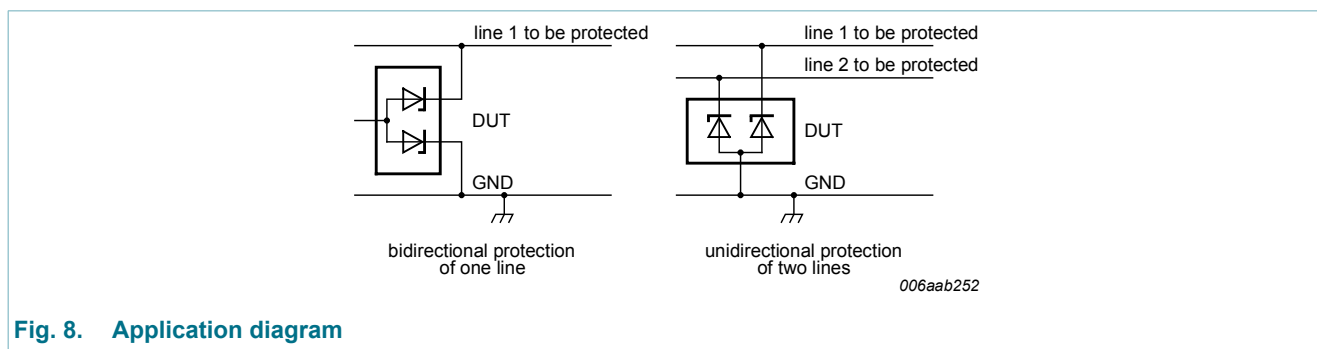 line 1 to be protected
DUT
GND
bidirectional protection
of one line
line 1 to be protected
line 2 to be protected
DUT
GND
unidirectional protection
of two lines
006aab252
Fig. 8. Application diagram